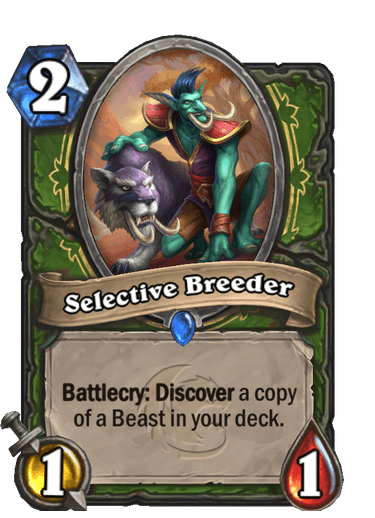 2
Selective Breeder
Battlecry: Discover a copy
of a Beast in your deck.
1
1